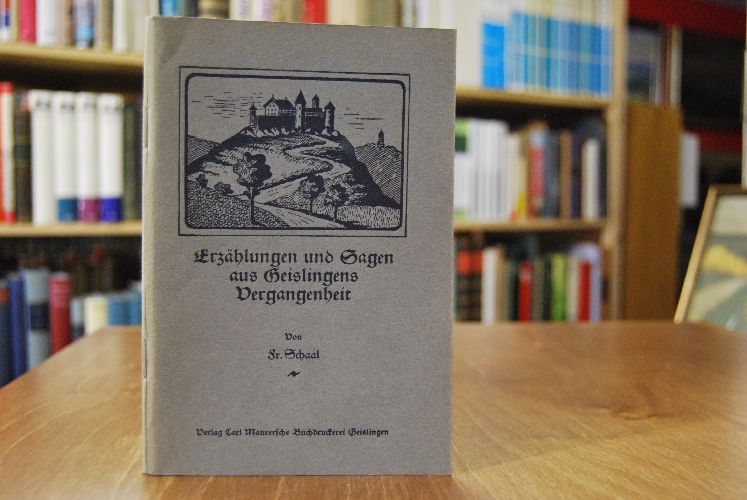 Erzählungen und Sagen
aus Geislingens
Vergangenheit
Von
Fr. Schaal
Verlag Carl Maurersche Buchdruckerei Geislingen